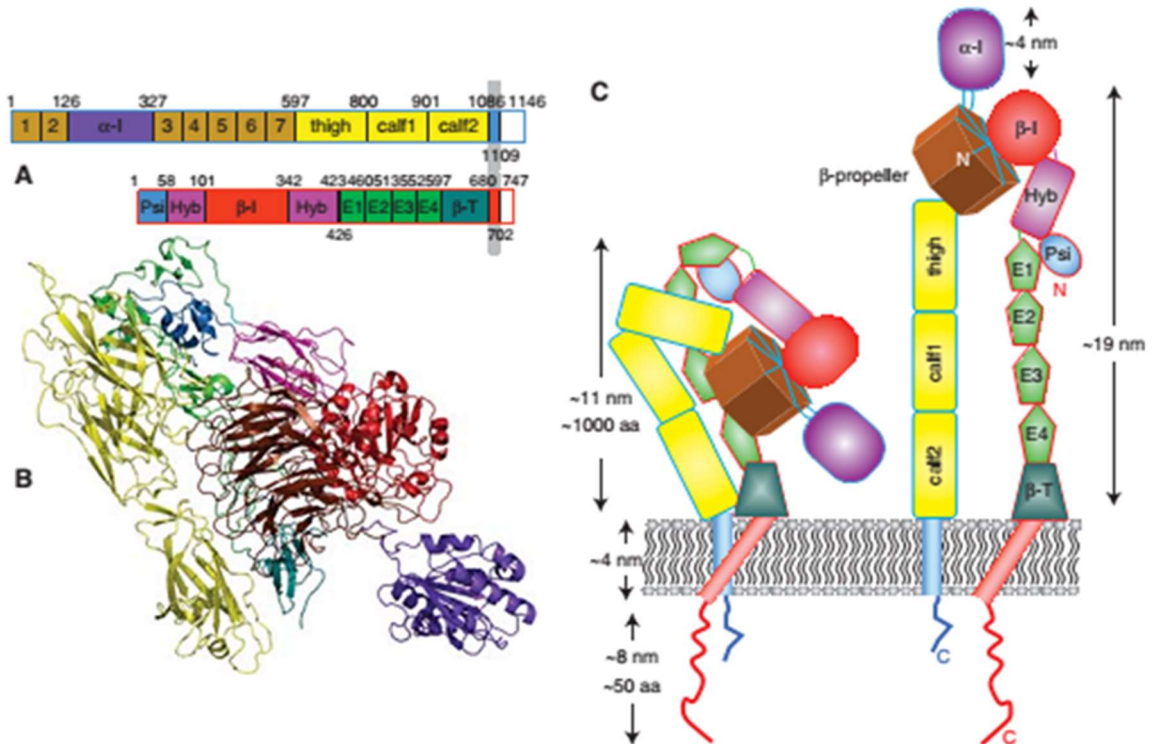 1 126 327 597 800 901 1086 1146
1 2 α-I 3 4 5 6 7 thigh calf1 calf2
1109
A
1 58 101 342 423 460 513 552 597 680 747
Psi Hyb β-I Hyb E1 E2 E3 E4 β-T
426 702
B
C
α-I
~4 nm
β-I
N
β-propeller
Hyb
Psi
N
thigh
E1
E2
calf1
E3
calf2
E4
β-T
~19 nm
~11 nm
~1000 aa
~4 nm
~8 nm
~50 aa
C
C